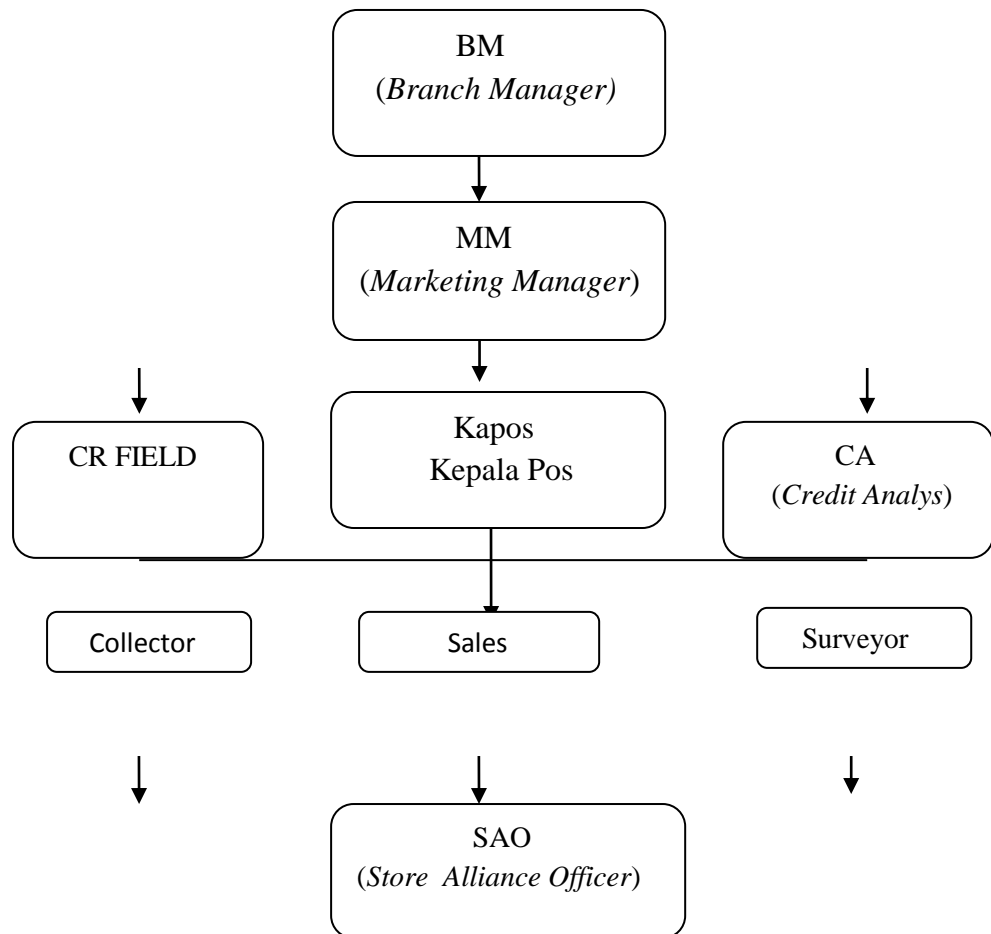 BM
(Branch Manager)
MM
(Marketing Manager)
CR FIELD
Kapos
Kepala Pos
CA
(Credit Analys)
Collector
Sales
Surveyor
SAO
(Store Alliance Officer)